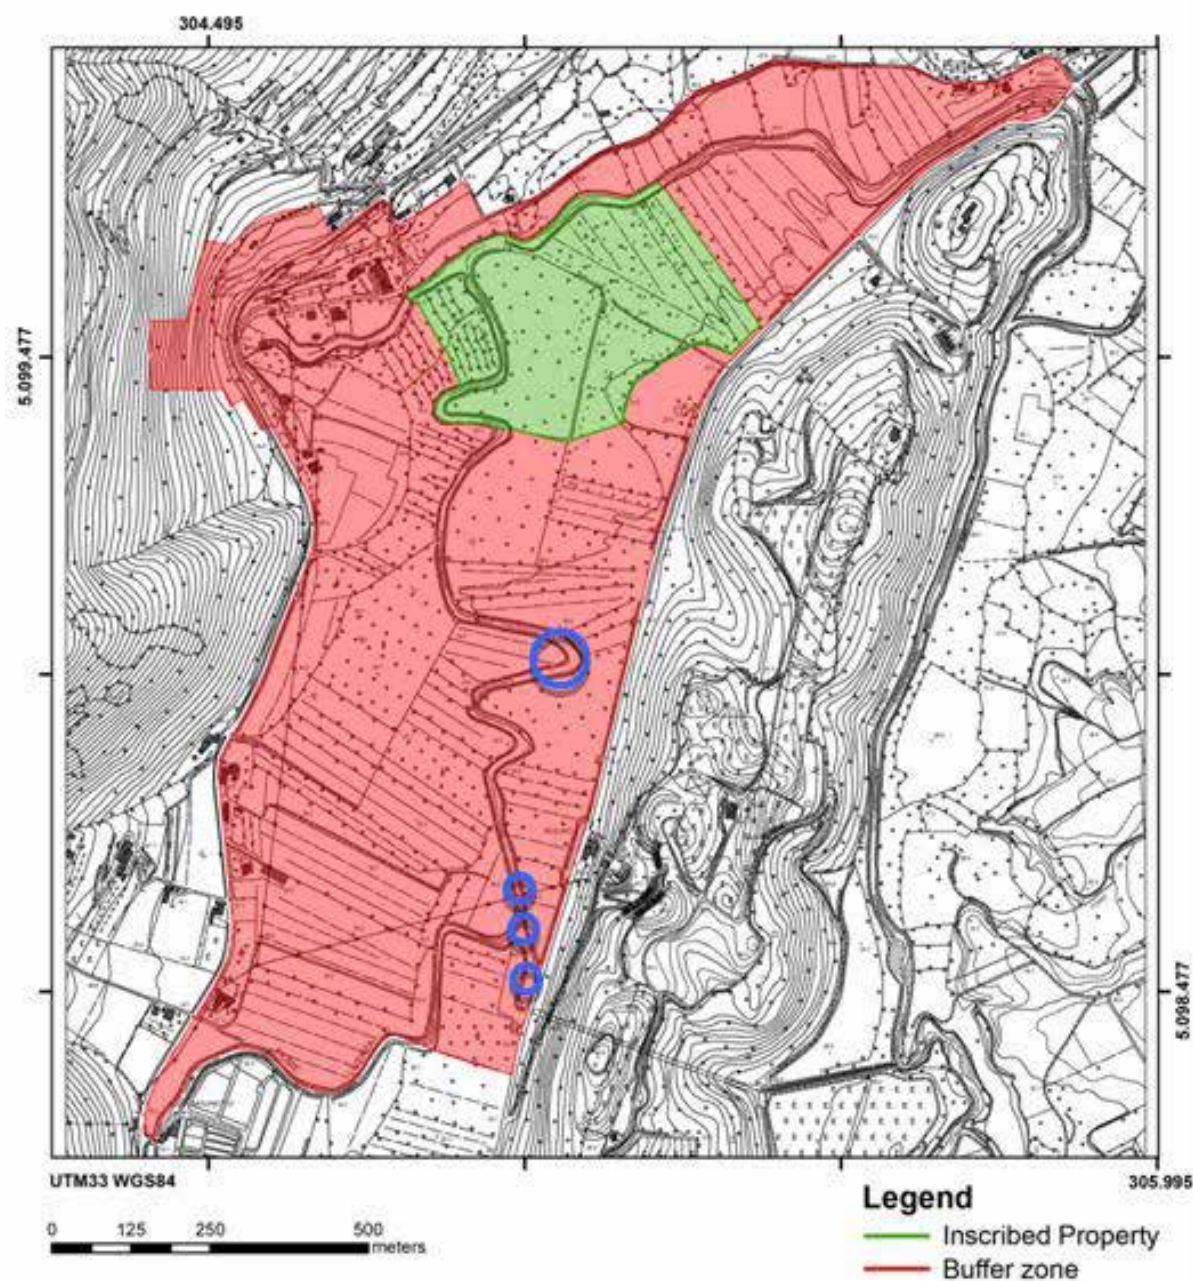 304.495
5.099.477
5.098.477
UTM33 WGS84
305.995
0 125 250 500
meters
Legend
Inscribed Property
Buffer zone